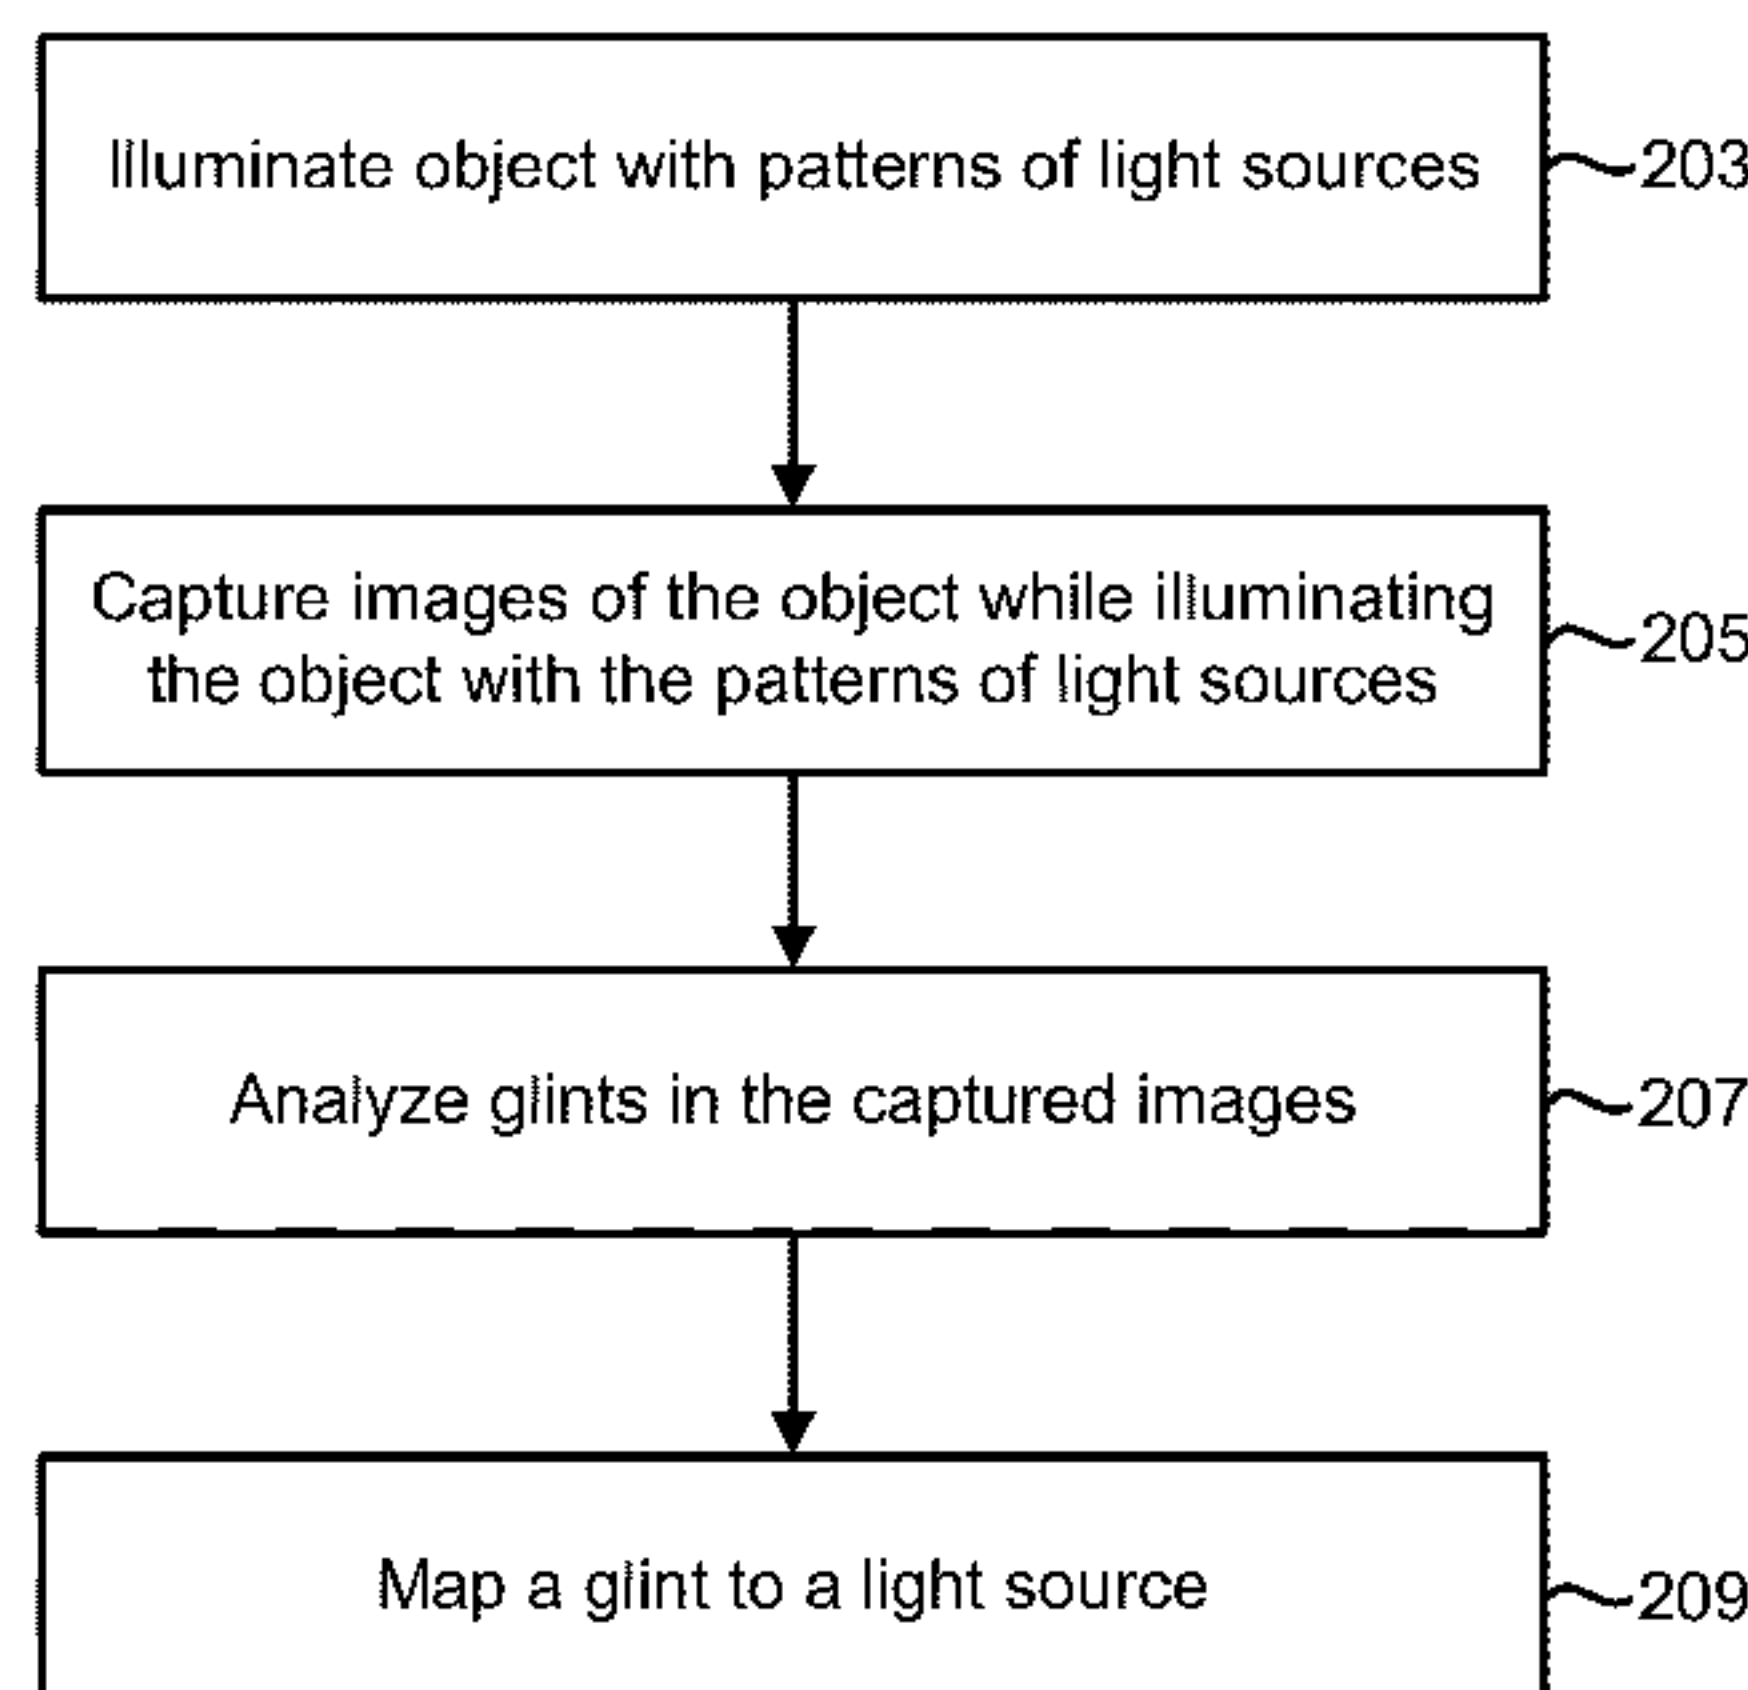 Illuminate object with patterns of light sources
203
Capture images of the object while illuminating
the object with the patterns of light sources
205
Analyze glints in the captured images
207
Map a glint to a light source
209